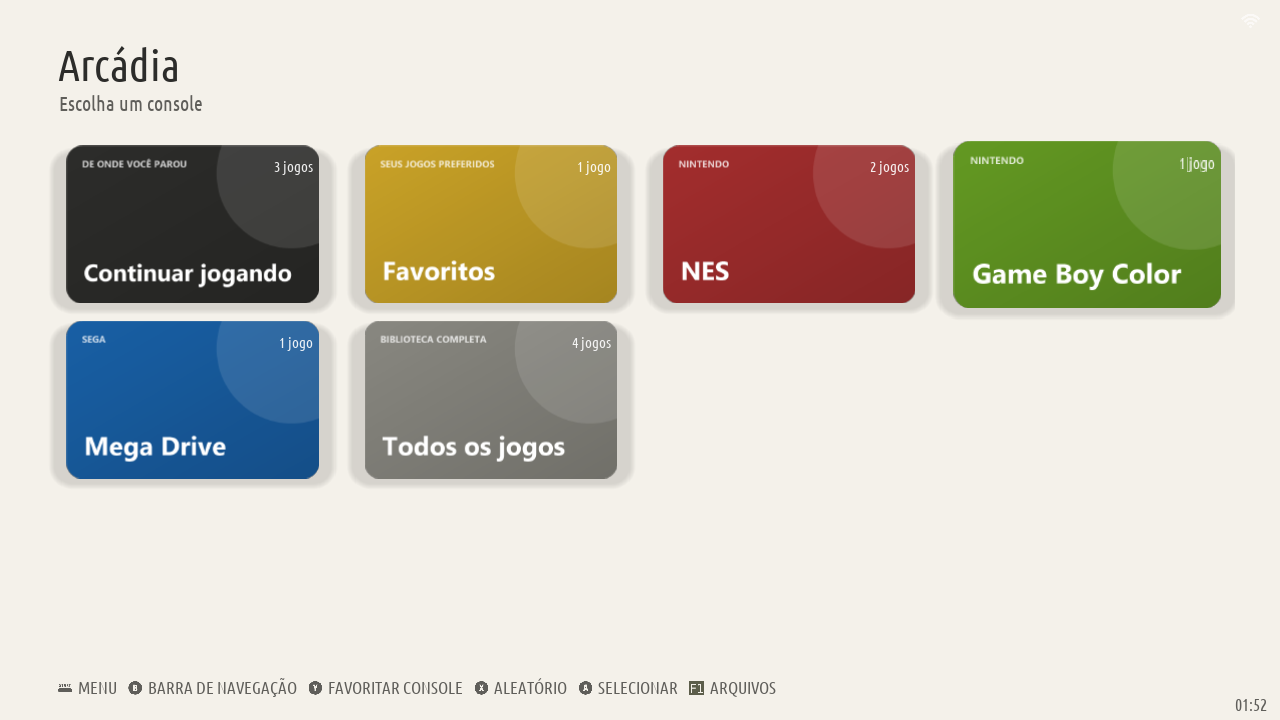 Arcádia
Escolha um console
DE ONDE VOCÊ PAROU
3 jogos
Continuar jogando
SEUS JOGOS PREFERIDOS
1 jogo
Favoritos
NINTENDO
2 jogos
NES
NINTENDO
1 jogo
Game Boy Color
SEGA
1 jogo
Mega Drive
BIBLIOTECA COMPLETA
4 jogos
Todos os jogos
START MENU B BARRA DE NAVEGAÇÃO Y FAVORITAR CONSOLE X ALEATÓRIO A SELECIONAR F1 ARQUIVOS
01:52